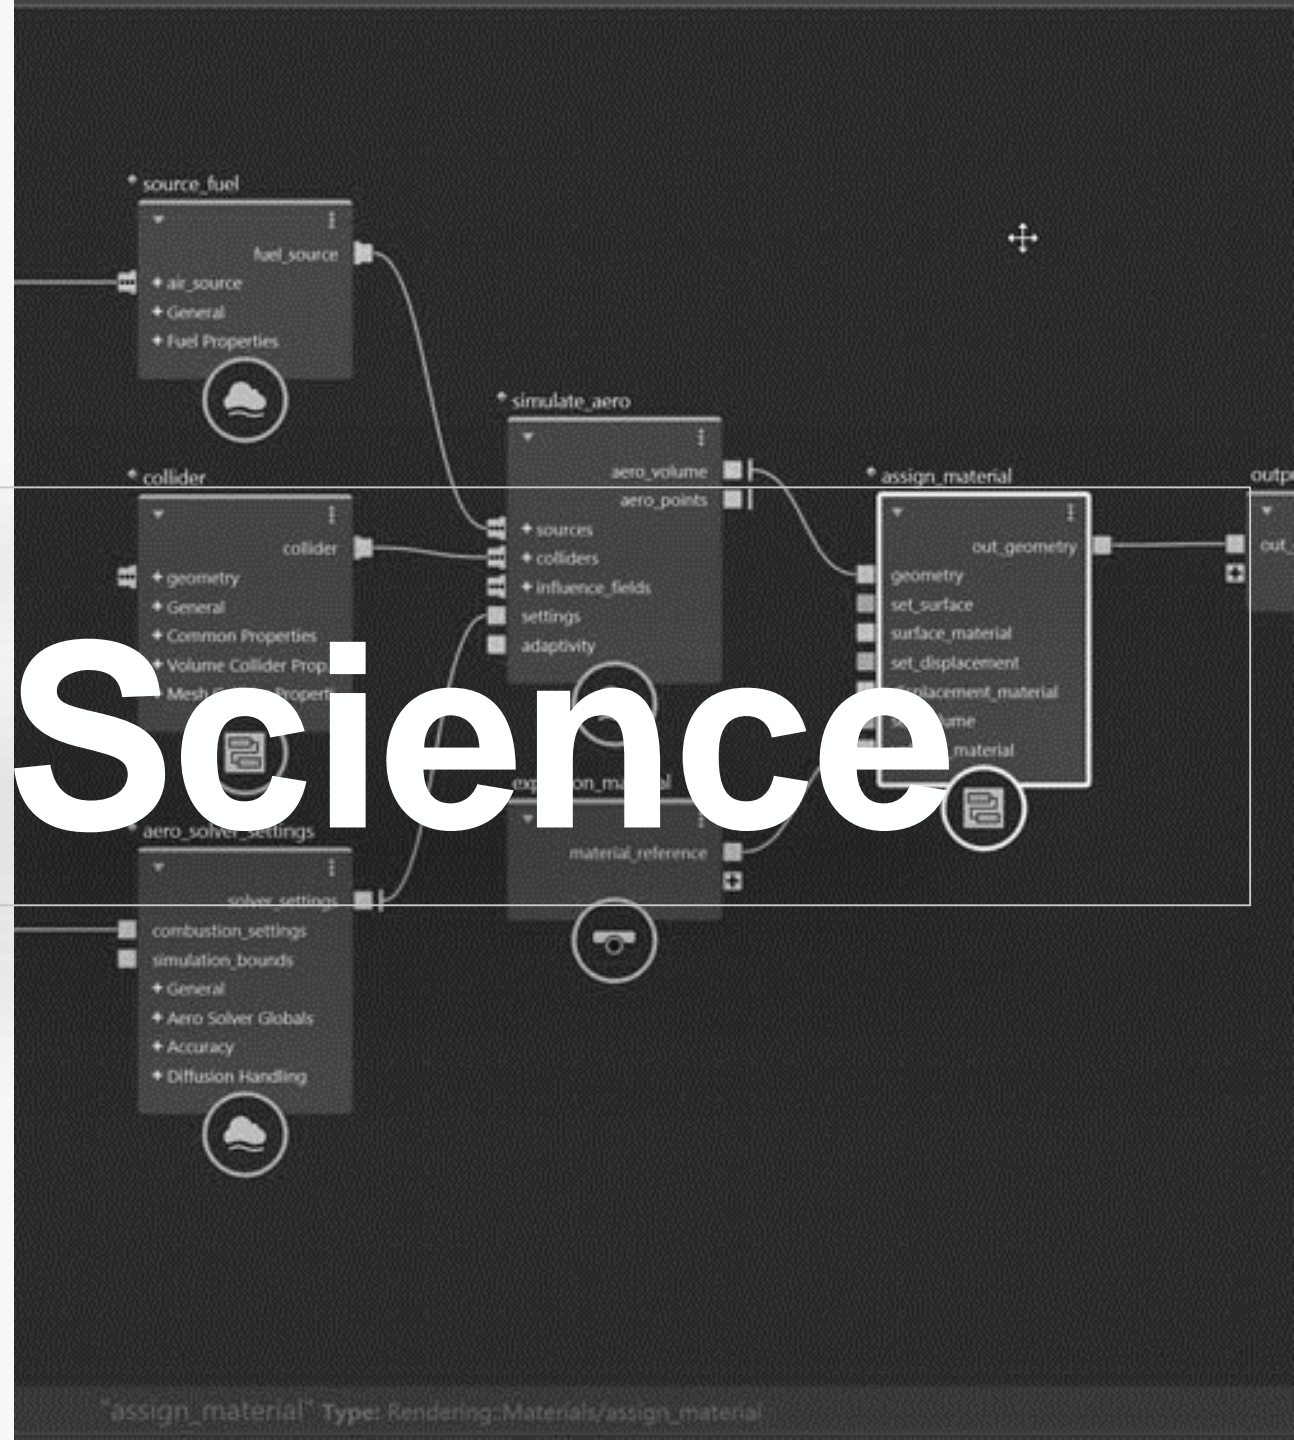 source_fuel
fuel_source
air_source
General
Fuel Properties
simulate_aero
aero_volume
aero_points
sources
colliders
influence_fields
settings
adaptivity
collider
collider
geometry
General
Common Properties
Volume Collider Prop
Mesh
assign_material
out_geometry
geometry
set_surface
surface_material
set_displacement
displacement_material
material
Science
material_reference
aero_solver_settings
solver_settings
combustion_settings
simulation_bounds
General
Aero Solver Globals
Accuracy
Diffusion Handling
"assign_material" Type: Rendering::Materials/assign_material